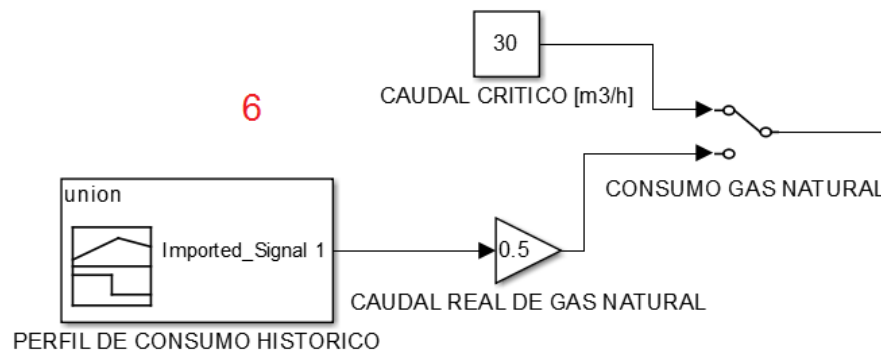 30
CAUDAL CRITICO [m3/h]
6
CONSUMO GAS NATURAL
union
Imported_Signal 1
0.5
CAUDAL REAL DE GAS NATURAL
PERFIL DE CONSUMO HISTORICO